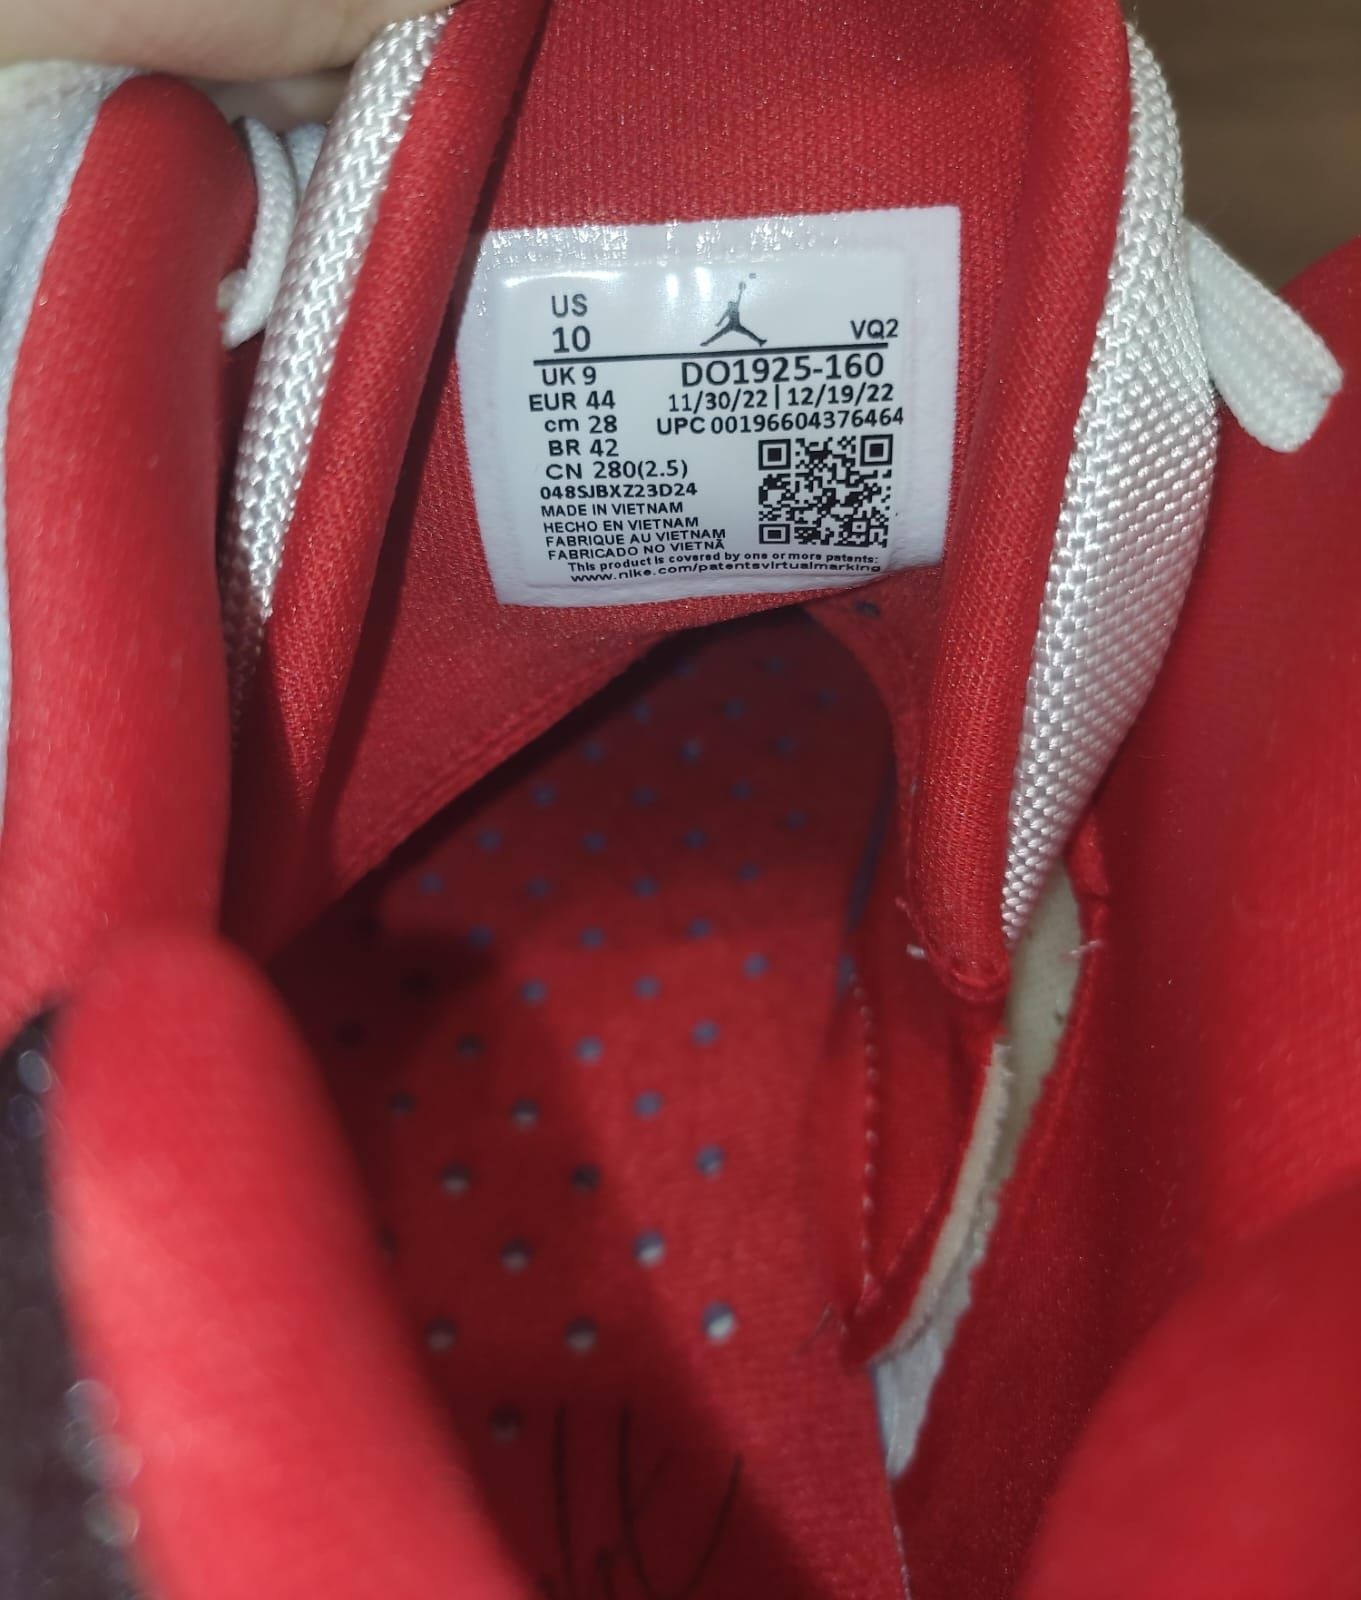 US
10
VQ2
UK 9
DO1925-160
EUR 44
11/30/22 | 12/19/22
cm 28
UPC 00196604376464
BR 42
CN 280(2.5)
048SJBXZ23D24
MADE IN VIETNAM
HECHO EN VIETNAM
FABRIQUE AU VIETNAM
FABRICADO NO VIETNÃ
This product is covered by one or more patents:
www.nike.com/patentsvirtualmarking